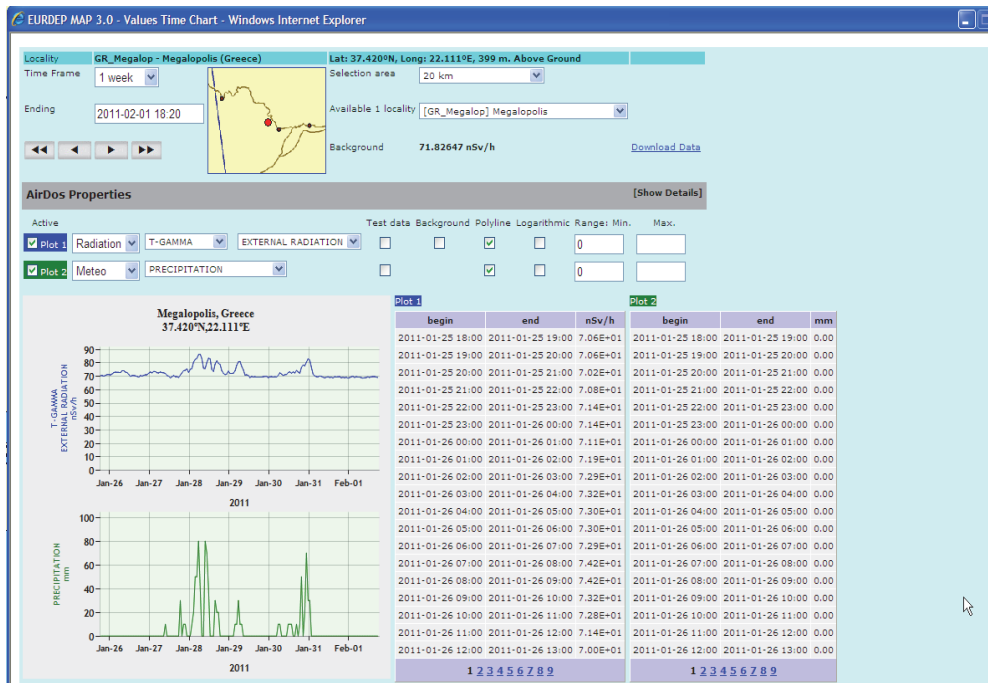 EURDEP MAP 3.0 - Values Time Chart - Windows Internet Explorer
Locality GR_Megalop - Megalopolis (Greece) Lat: 37.420ºN, Long: 22.111ºE, 399 m. Above Ground
Time Frame 1 week Selection area 20 km
Ending 2011-02-01 18:20 Available 1 locality [GR_Megalop] Megalopolis
Background 71.82647 nSv/h Download Data
AirDos Properties [Show Details]
Active Test data Background Polyline Logarithmic Range: Min. Max.
Plot 1 Radiation T-GAMMA EXTERNAL RADIATION 0
Plot 2 Meteo PRECIPITATION 0
Megalopolis, Greece
37.420ºN,22.111ºE
90
80
70
60
50
40
30
20
10
0
T-GAMMA
EXTERNAL RADIATION
nSv/h
Jan-26 Jan-27 Jan-28 Jan-29 Jan-30 Jan-31 Feb-01
2011
100
80
60
40
20
0
PRECIPITATION
mm
Jan-26 Jan-27 Jan-28 Jan-29 Jan-30 Jan-31 Feb-01
2011
Plot 1 Plot 2
begin end nSv/h begin end mm
2011-01-25 18:00 2011-01-25 19:00 7.06E+01 2011-01-25 18:00 2011-01-25 19:00 0.00
2011-01-25 19:00 2011-01-25 20:00 7.06E+01 2011-01-25 19:00 2011-01-25 20:00 0.00
2011-01-25 20:00 2011-01-25 21:00 7.02E+01 2011-01-25 20:00 2011-01-25 21:00 0.00
2011-01-25 21:00 2011-01-25 22:00 7.08E+01 2011-01-25 21:00 2011-01-25 22:00 0.00
2011-01-25 22:00 2011-01-25 23:00 7.14E+01 2011-01-25 22:00 2011-01-25 23:00 0.00
2011-01-25 23:00 2011-01-26 00:00 7.14E+01 2011-01-25 23:00 2011-01-26 00:00 0.00
2011-01-26 00:00 2011-01-26 01:00 7.11E+01 2011-01-26 00:00 2011-01-26 01:00 0.00
2011-01-26 01:00 2011-01-26 02:00 7.19E+01 2011-01-26 01:00 2011-01-26 02:00 0.00
2011-01-26 02:00 2011-01-26 03:00 7.29E+01 2011-01-26 02:00 2011-01-26 03:00 0.00
2011-01-26 03:00 2011-01-26 04:00 7.32E+01 2011-01-26 03:00 2011-01-26 04:00 0.00
2011-01-26 04:00 2011-01-26 05:00 7.30E+01 2011-01-26 04:00 2011-01-26 05:00 0.00
2011-01-26 05:00 2011-01-26 06:00 7.30E+01 2011-01-26 05:00 2011-01-26 06:00 0.00
2011-01-26 06:00 2011-01-26 07:00 7.29E+01 2011-01-26 06:00 2011-01-26 07:00 0.00
2011-01-26 07:00 2011-01-26 08:00 7.42E+01 2011-01-26 07:00 2011-01-26 08:00 0.00
2011-01-26 08:00 2011-01-26 09:00 7.42E+01 2011-01-26 08:00 2011-01-26 09:00 0.00
2011-01-26 09:00 2011-01-26 10:00 7.32E+01 2011-01-26 09:00 2011-01-26 10:00 0.00
2011-01-26 10:00 2011-01-26 11:00 7.28E+01 2011-01-26 10:00 2011-01-26 11:00 0.00
2011-01-26 11:00 2011-01-26 12:00 7.14E+01 2011-01-26 11:00 2011-01-26 12:00 0.00
2011-01-26 12:00 2011-01-26 13:00 7.00E+01 2011-01-26 12:00 2011-01-26 13:00 0.00
1 2 3 4 5 6 7 8 9 1 2 3 4 5 6 7 8 9